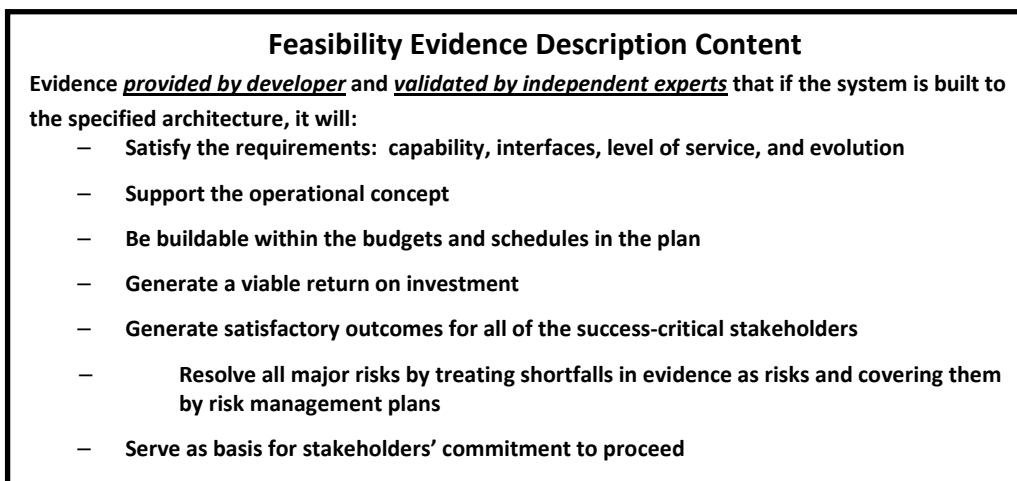 Feasibility Evidence Description Content
Evidence provided by developer and validated by independent experts that if the system is built to
the specified architecture, it will:
– Satisfy the requirements: capability, interfaces, level of service, and evolution
– Support the operational concept
– Be buildable within the budgets and schedules in the plan
– Generate a viable return on investment
– Generate satisfactory outcomes for all of the success-critical stakeholders
– Resolve all major risks by treating shortfalls in evidence as risks and covering them
by risk management plans
– Serve as basis for stakeholders’ commitment to proceed